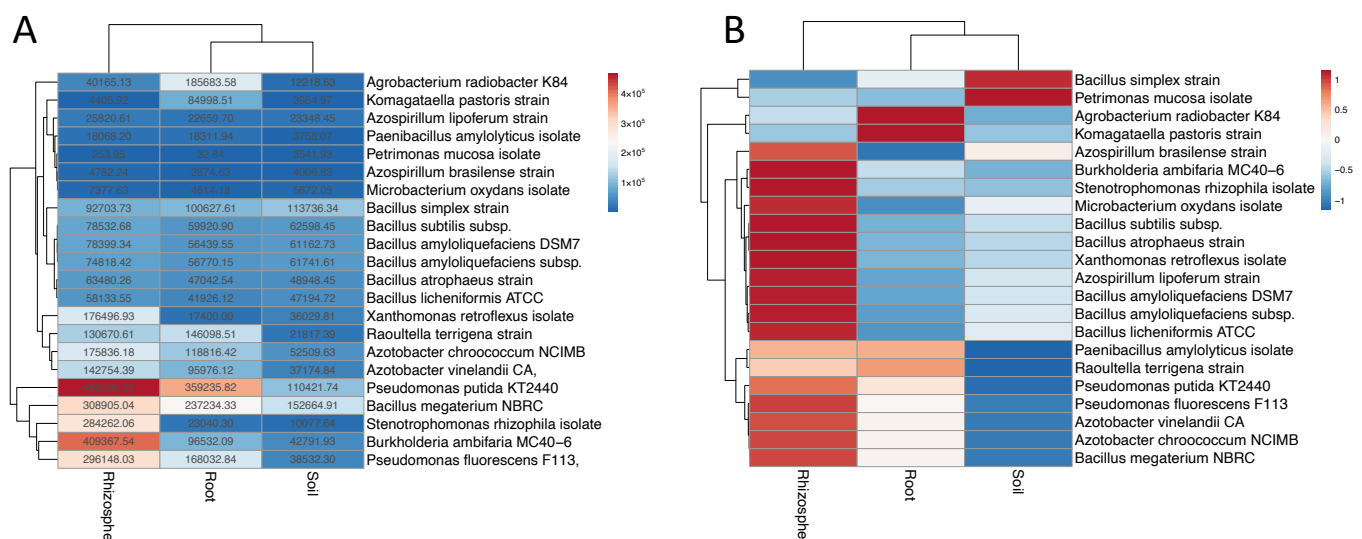 A
40165.13 185683.58 12218.63 Agrobacterium radiobacter K84
84998.51 Komagataella pastoris strain
25820.61 22659.70 23348.45 Azospirillum lipoferum strain
18068.20 18311.94 Paenibacillus amylolyticus isolate
Petrimonas mucosa isolate
Azospirillum brasilense strain
Microbacterium oxydans isolate
92703.73 100627.61 113736.34 Bacillus simplex strain
78532.68 59920.90 62598.45 Bacillus subtilis subsp.
78399.34 56439.55 61162.73 Bacillus amyloliquefaciens DSM7
74818.42 56770.15 61741.61 Bacillus amyloliquefaciens subsp.
63480.26 47042.54 48948.45 Bacillus atrophaeus strain
58133.55 41926.12 47194.72 Bacillus licheniformis ATCC
176496.93 17400.00 36029.81 Xanthomonas retroflexus isolate
130670.61 146098.51 21817.39 Raoultella terrigena strain
175836.18 118816.42 52509.63 Azotobacter chroococcum NCIMB
142754.39 95976.12 37174.84 Azotobacter vinelandii CA,
359235.82 110421.74 Pseudomonas putida KT2440
308905.04 237234.33 152664.91 Bacillus megaterium NBRC
284262.06 23040.30 10077.64 Stenotrophomonas rhizophila isolate
409367.54 96532.09 42791.93 Burkholderia ambifaria MC40-6
296148.03 168032.84 38532.30 Pseudomonas fluorescens F113,
Rhizosphe
Root
Soil
4×10⁵
3×10⁵
2×10⁵
1×10⁵
B
Bacillus simplex strain
Petrimonas mucosa isolate
Agrobacterium radiobacter K84
Komagataella pastoris strain
Azospirillum brasilense strain
Burkholderia ambifaria MC40-6
Stenotrophomonas rhizophila isolate
Microbacterium oxydans isolate
Bacillus subtilis subsp.
Bacillus atrophaeus strain
Xanthomonas retroflexus isolate
Azospirillum lipoferum strain
Bacillus amyloliquefaciens DSM7
Bacillus amyloliquefaciens subsp.
Bacillus licheniformis ATCC
Paenibacillus amylolyticus isolate
Raoultella terrigena strain
Pseudomonas putida KT2440
Pseudomonas fluorescens F113
Azotobacter vinelandii CA
Azotobacter chroococcum NCIMB
Bacillus megaterium NBRC
Rhizosphe
Root
Soil
1
0.5
0
−0.5
−1